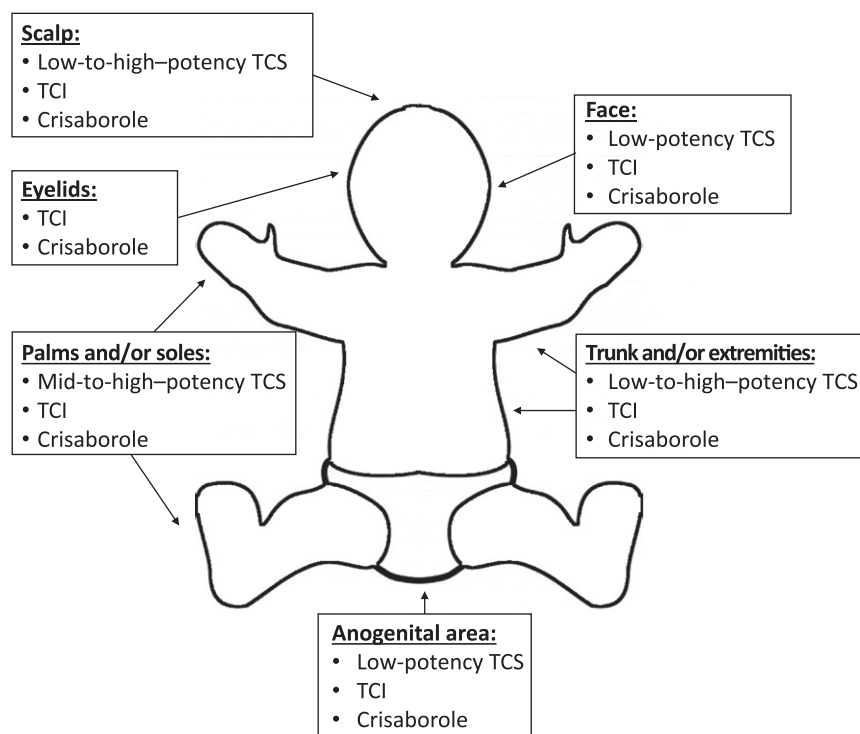 Scalp:
• Low-to-high–potency TCS
• TCI
• Crisaborole
Face:
• Low-potency TCS
• TCI
• Crisaborole
Eyelids:
• TCI
• Crisaborole
Palms and/or soles:
• Mid-to-high–potency TCS
• TCI
• Crisaborole
Trunk and/or extremities:
• Low-to-high–potency TCS
• TCI
• Crisaborole
Anogenital area:
• Low-potency TCS
• TCI
• Crisaborole